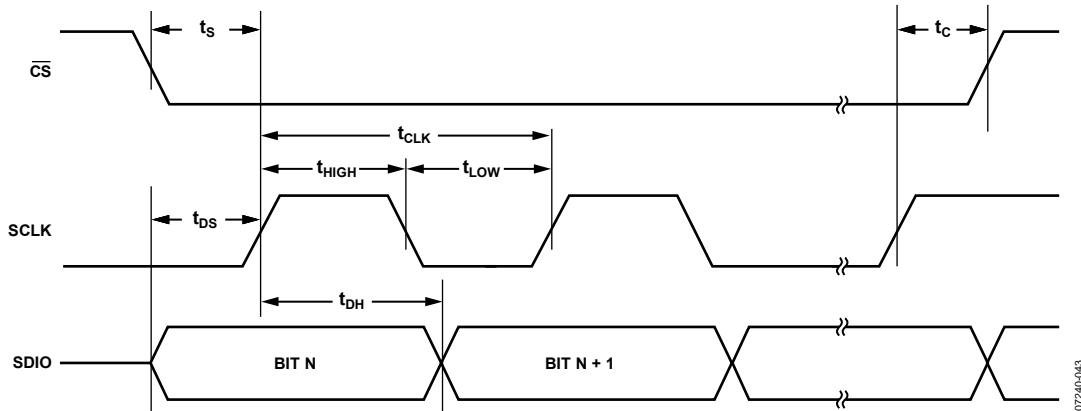 tS
tC
CS
tCLK
tHIGH
tLOW
tDS
SCLK
tDH
SDIO
BIT N
BIT N + 1
07240-043